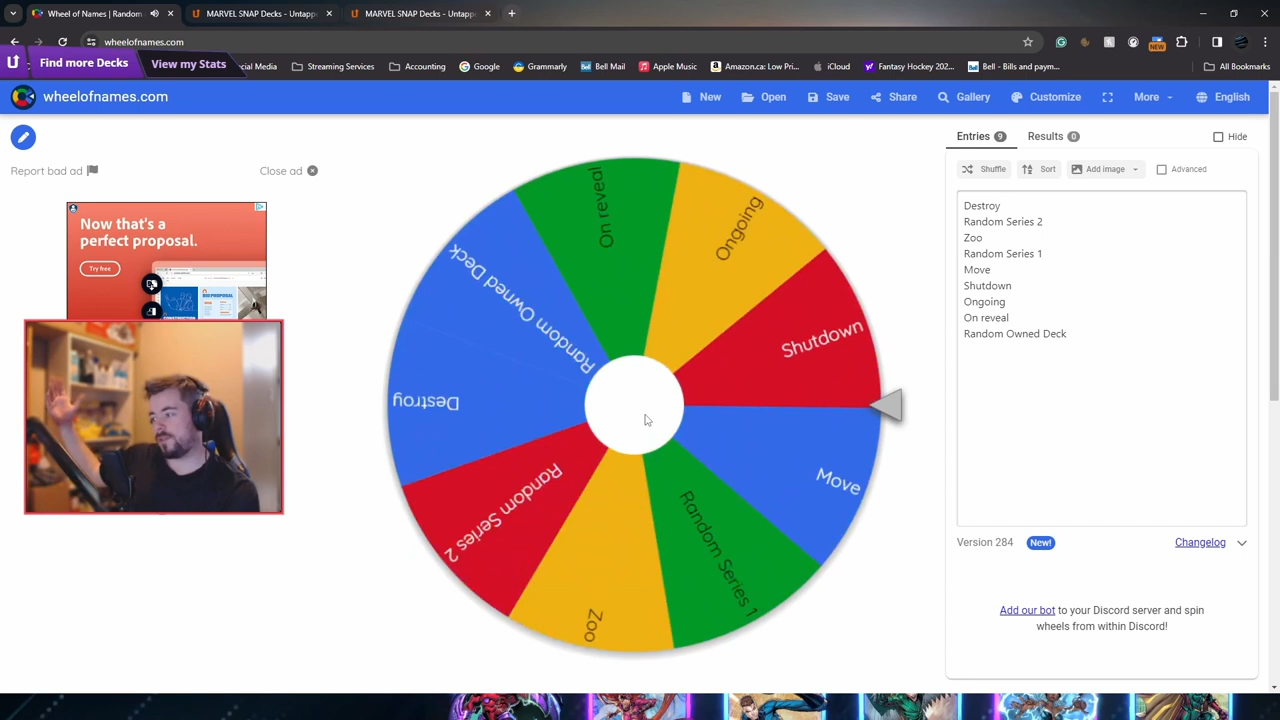 Wheel of Names | Random
MARVEL SNAP Decks - Untapp
MARVEL SNAP Decks - Untapp
wheelofnames.com
NEW
Find more Decks
View my Stats
cial Media
Streaming Services
Accounting
Google
Grammarly
Bell Mail
Apple Music
Amazon.ca: Low Pri...
iCloud
Fantasy Hockey 202...
Bell - Bills and paym...
All Bookmarks
wheelofnames.com
New
Open
Save
Share
Gallery
Customize
More
English
Report bad ad
Close ad
Now that's a
perfect proposal.
Try free
On reveal
Ongoing
Shutdown
Move
Random Series 1
Zoo
Random Series 2
Destroy
Random Owned Deck
Entries 9
Results 0
Hide
Shuffle
Sort
Add image
Advanced
Destroy
Random Series 2
Zoo
Random Series 1
Move
Shutdown
Ongoing
On reveal
Random Owned Deck
Version 284
New!
Changelog
Add our bot to your Discord server and spin
wheels from within Discord!